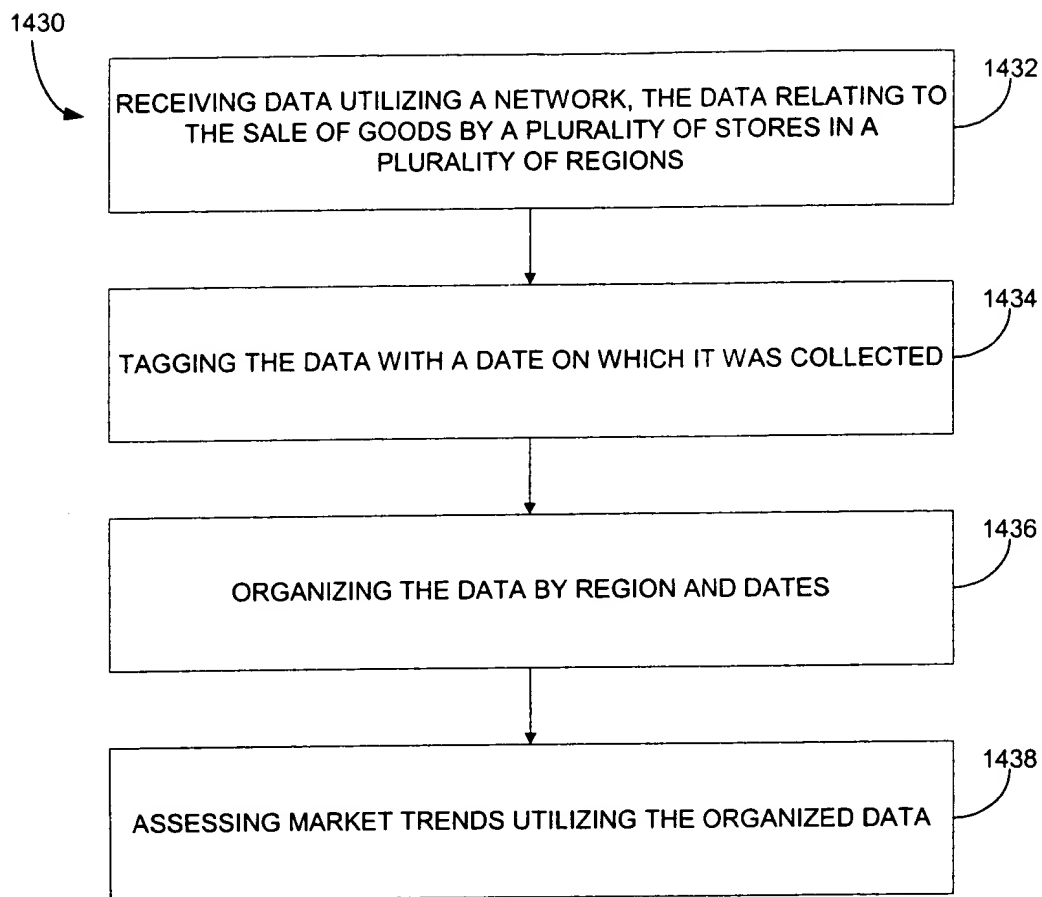 1430
1432
RECEIVING DATA UTILIZING A NETWORK, THE DATA RELATING TO
THE SALE OF GOODS BY A PLURALITY OF STORES IN A
PLURALITY OF REGIONS
1434
TAGGING THE DATA WITH A DATE ON WHICH IT WAS COLLECTED
1436
ORGANIZING THE DATA BY REGION AND DATES
1438
ASSESSING MARKET TRENDS UTILIZING THE ORGANIZED DATA